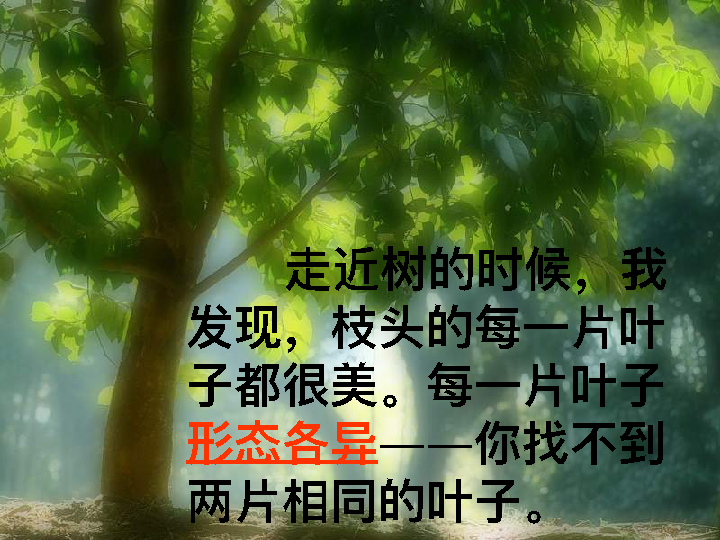 走近树的时候，我
发现，枝头的每一片叶
子都很美。每一片叶子
形态各异——你找不到
两片相同的叶子。